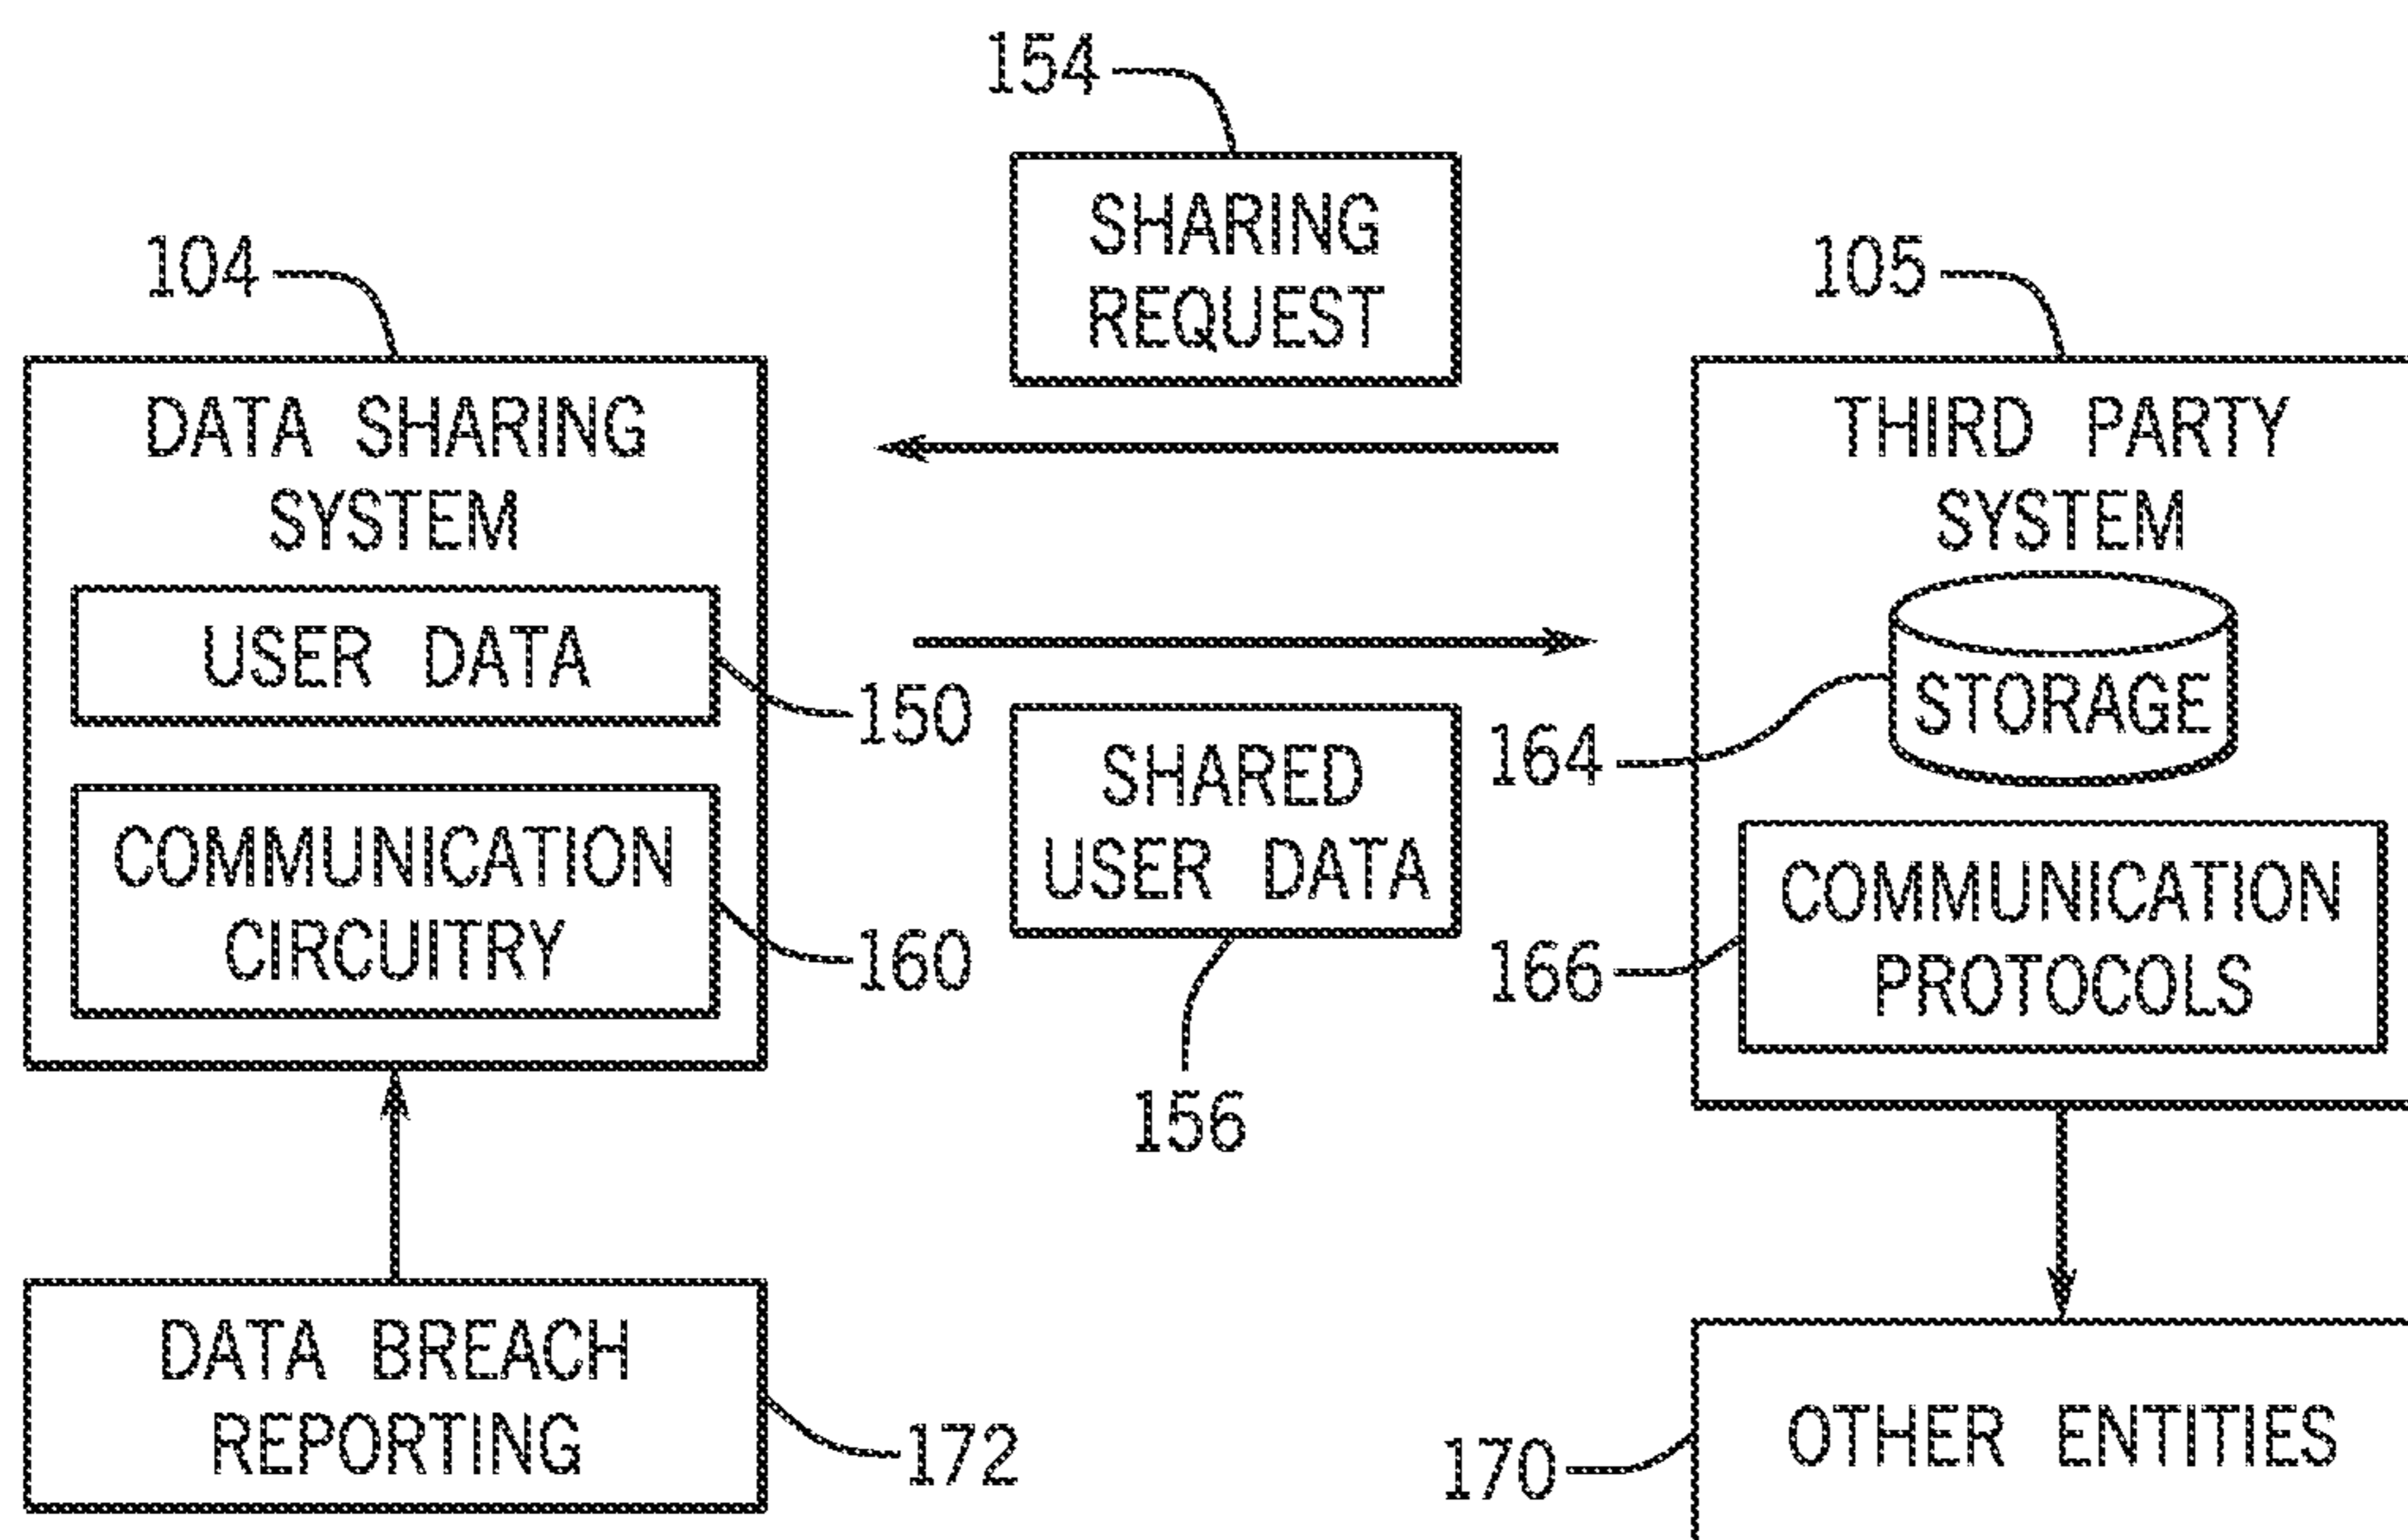 154
SHARING
REQUEST
104
DATA SHARING
SYSTEM
USER DATA
150
COMMUNICATION
CIRCUITRY
160
SHARED
USER DATA
156
105
THIRD PARTY
SYSTEM
STORAGE
164
COMMUNICATION
PROTOCOLS
166
DATA BREACH
REPORTING
172
OTHER ENTITIES
170